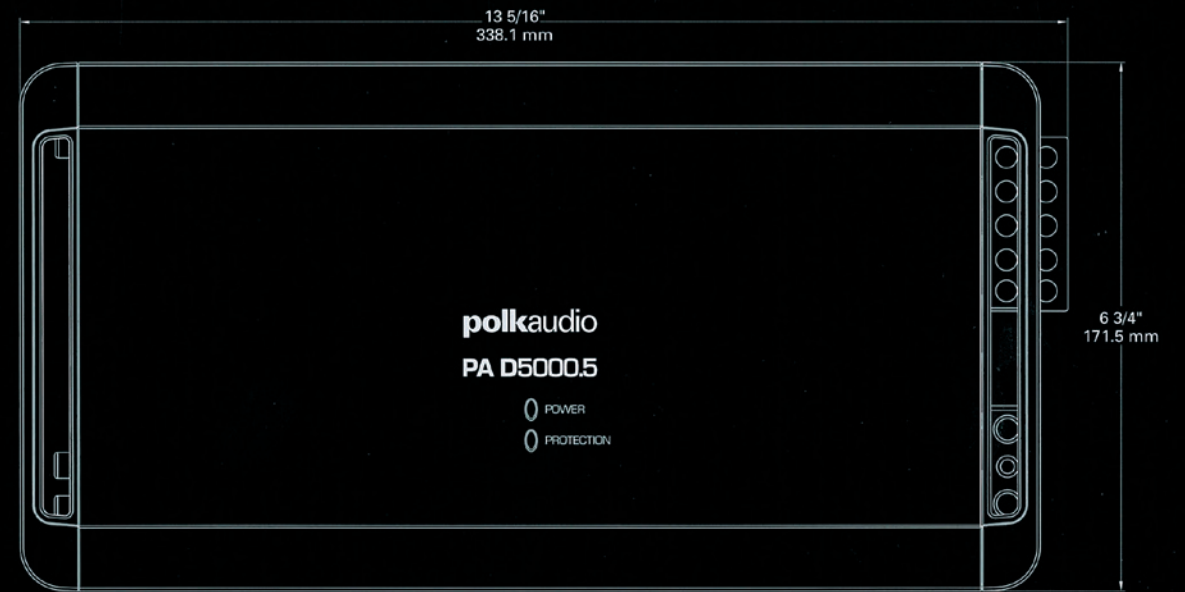 13 5/16"
338.1 mm
6 3/4"
171.5 mm
polkaudio
PA D5000.5
POWER
PROTECTION